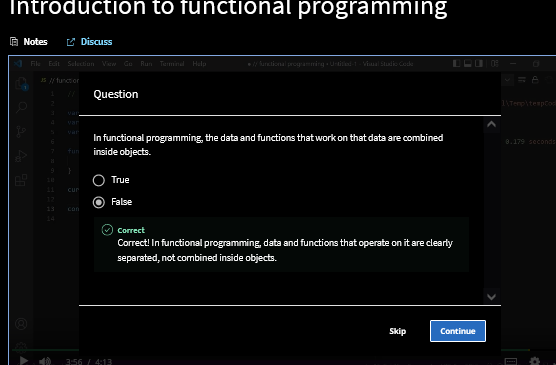 Introduction to functional programming
Notes
Discuss
File Edit Selection View Go Run Terminal Help
Visual Studio Code
Question
In functional programming, the data and functions that work on that data are combined
inside objects.
True
False
Correct
Correct! In functional programming, data and functions that operate on it are clearly
separated, not combined inside objects.
Skip
Continue
3:56 / 4:13